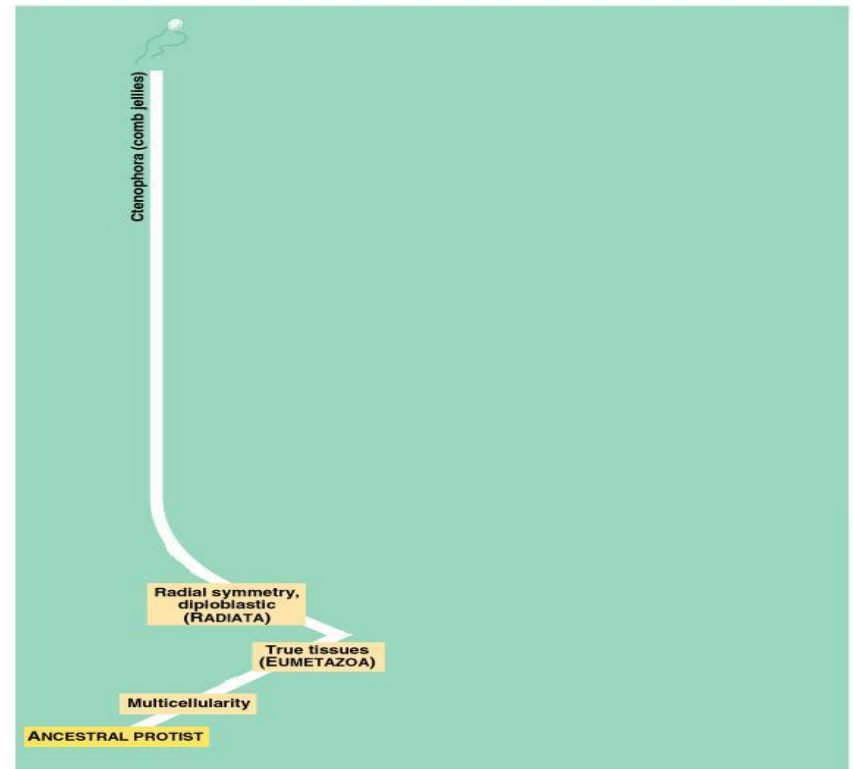 Ctenophora (comb jellies)
Radial symmetry,
diploblastic
(RADIATA)
True tissues
(EUMETAZOA)
Multicellularity
ANCESTRAL PROTIST